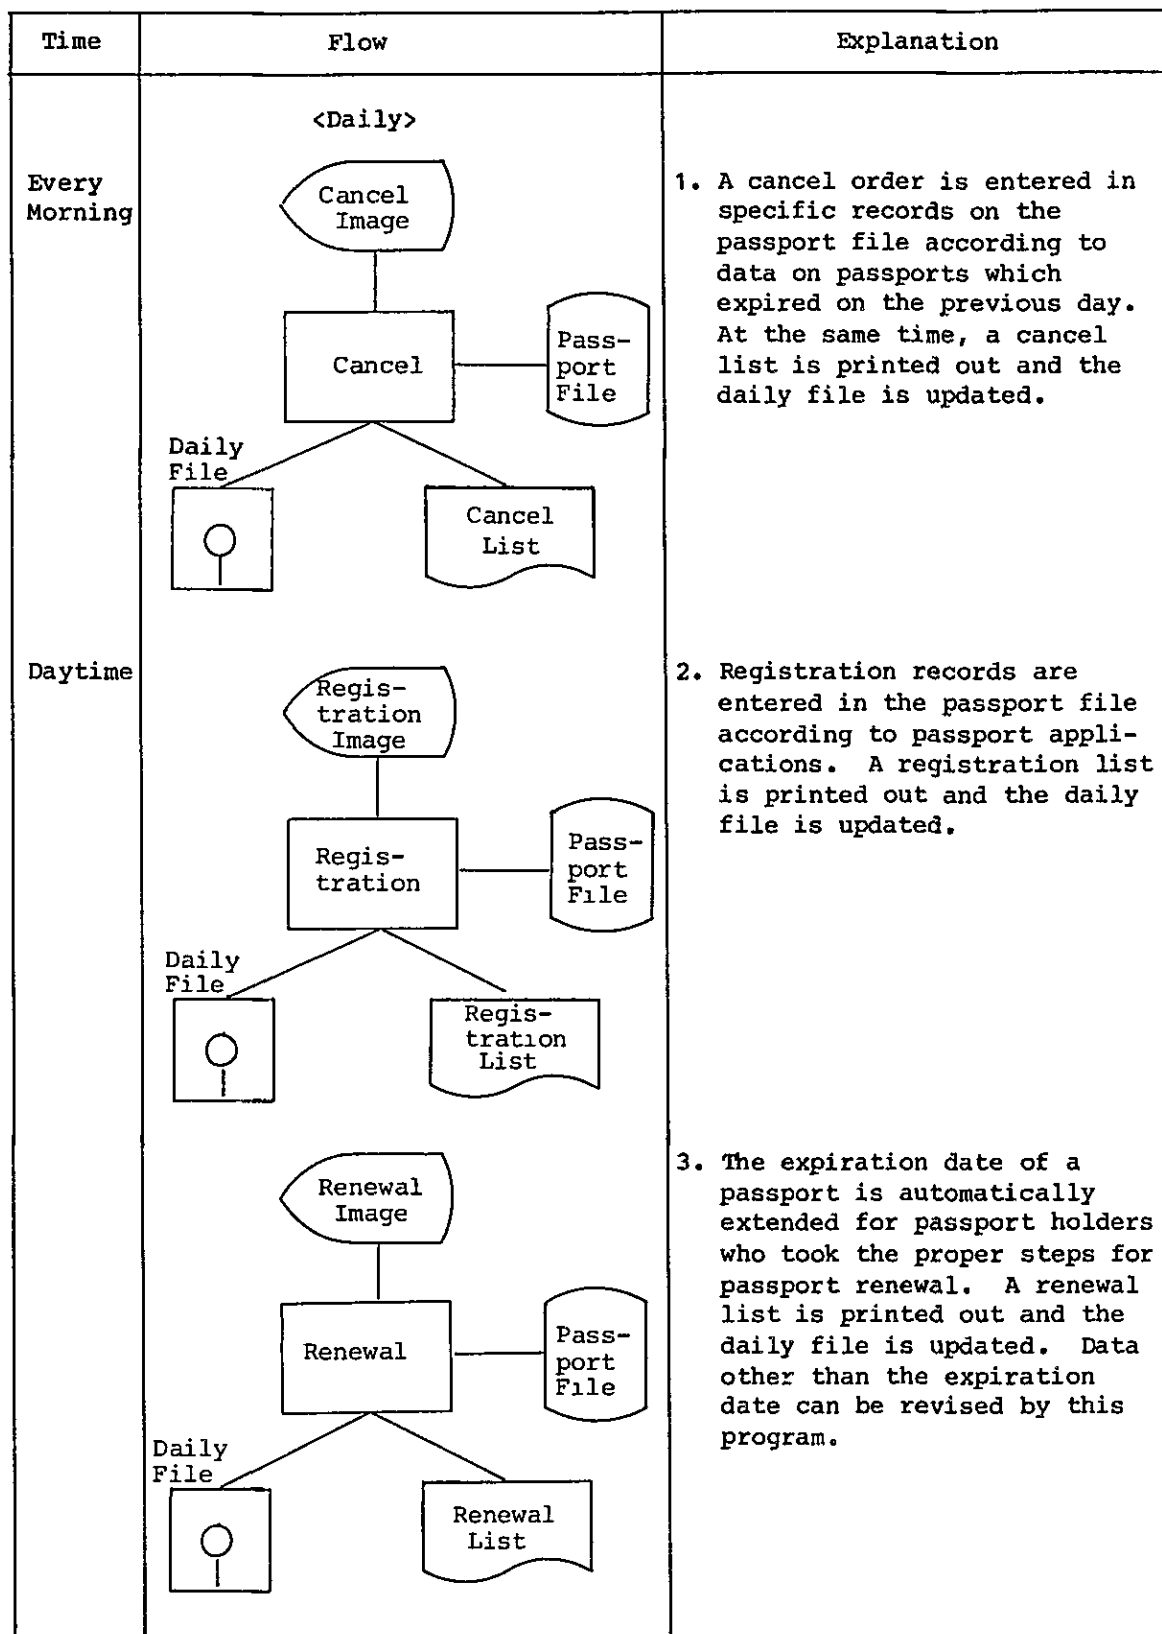 Time
Flow
Explanation
<Daily>
Every
Morning
Cancel
Image
Cancel
Pass-
port
File
Daily
File
Cancel
List
1. A cancel order is entered in
specific records on the
passport file according to
data on passports which
expired on the previous day.
At the same time, a cancel
list is printed out and the
daily file is updated.
Daytime
Regis-
tration
Image
Regis-
tration
Pass-
port
File
Daily
File
Regis-
tration
List
2. Registration records are
entered in the passport file
according to passport appli-
cations. A registration list
is printed out and the daily
file is updated.
Renewal
Image
Renewal
Pass-
port
File
Daily
File
Renewal
List
3. The expiration date of a
passport is automatically
extended for passport holders
who took the proper steps for
passport renewal. A renewal
list is printed out and the
daily file is updated. Data
other than the expiration
date can be revised by this
program.